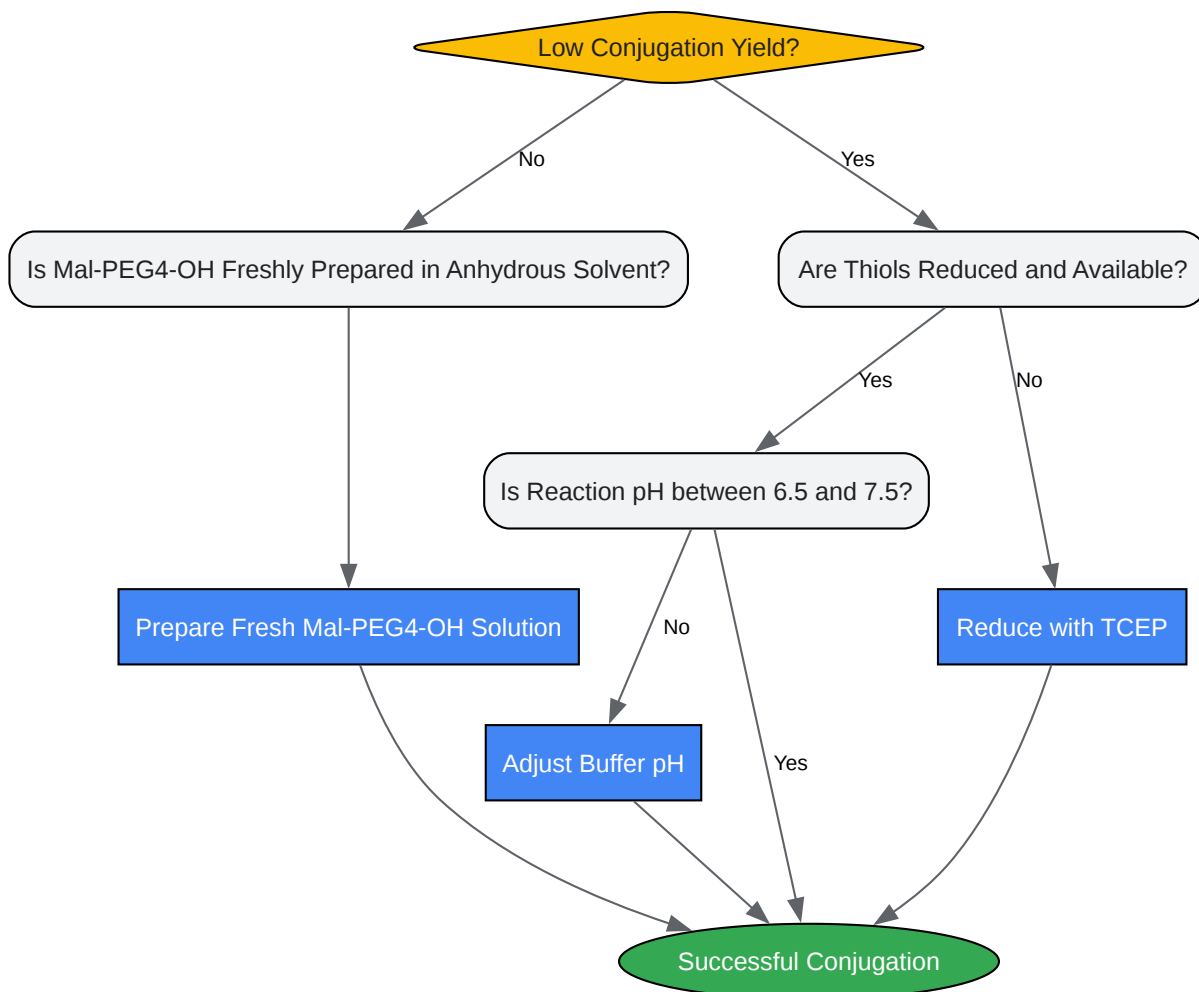 Low Conjugation Yield?
No
Yes
Is Mal-PEG4-OH Freshly Prepared in Anhydrous Solvent?
Are Thiols Reduced and Available?
Yes
No
Is Reaction pH between 6.5 and 7.5?
Prepare Fresh Mal-PEG4-OH Solution
No
Reduce with TCEP
Adjust Buffer pH
Yes
Successful Conjugation